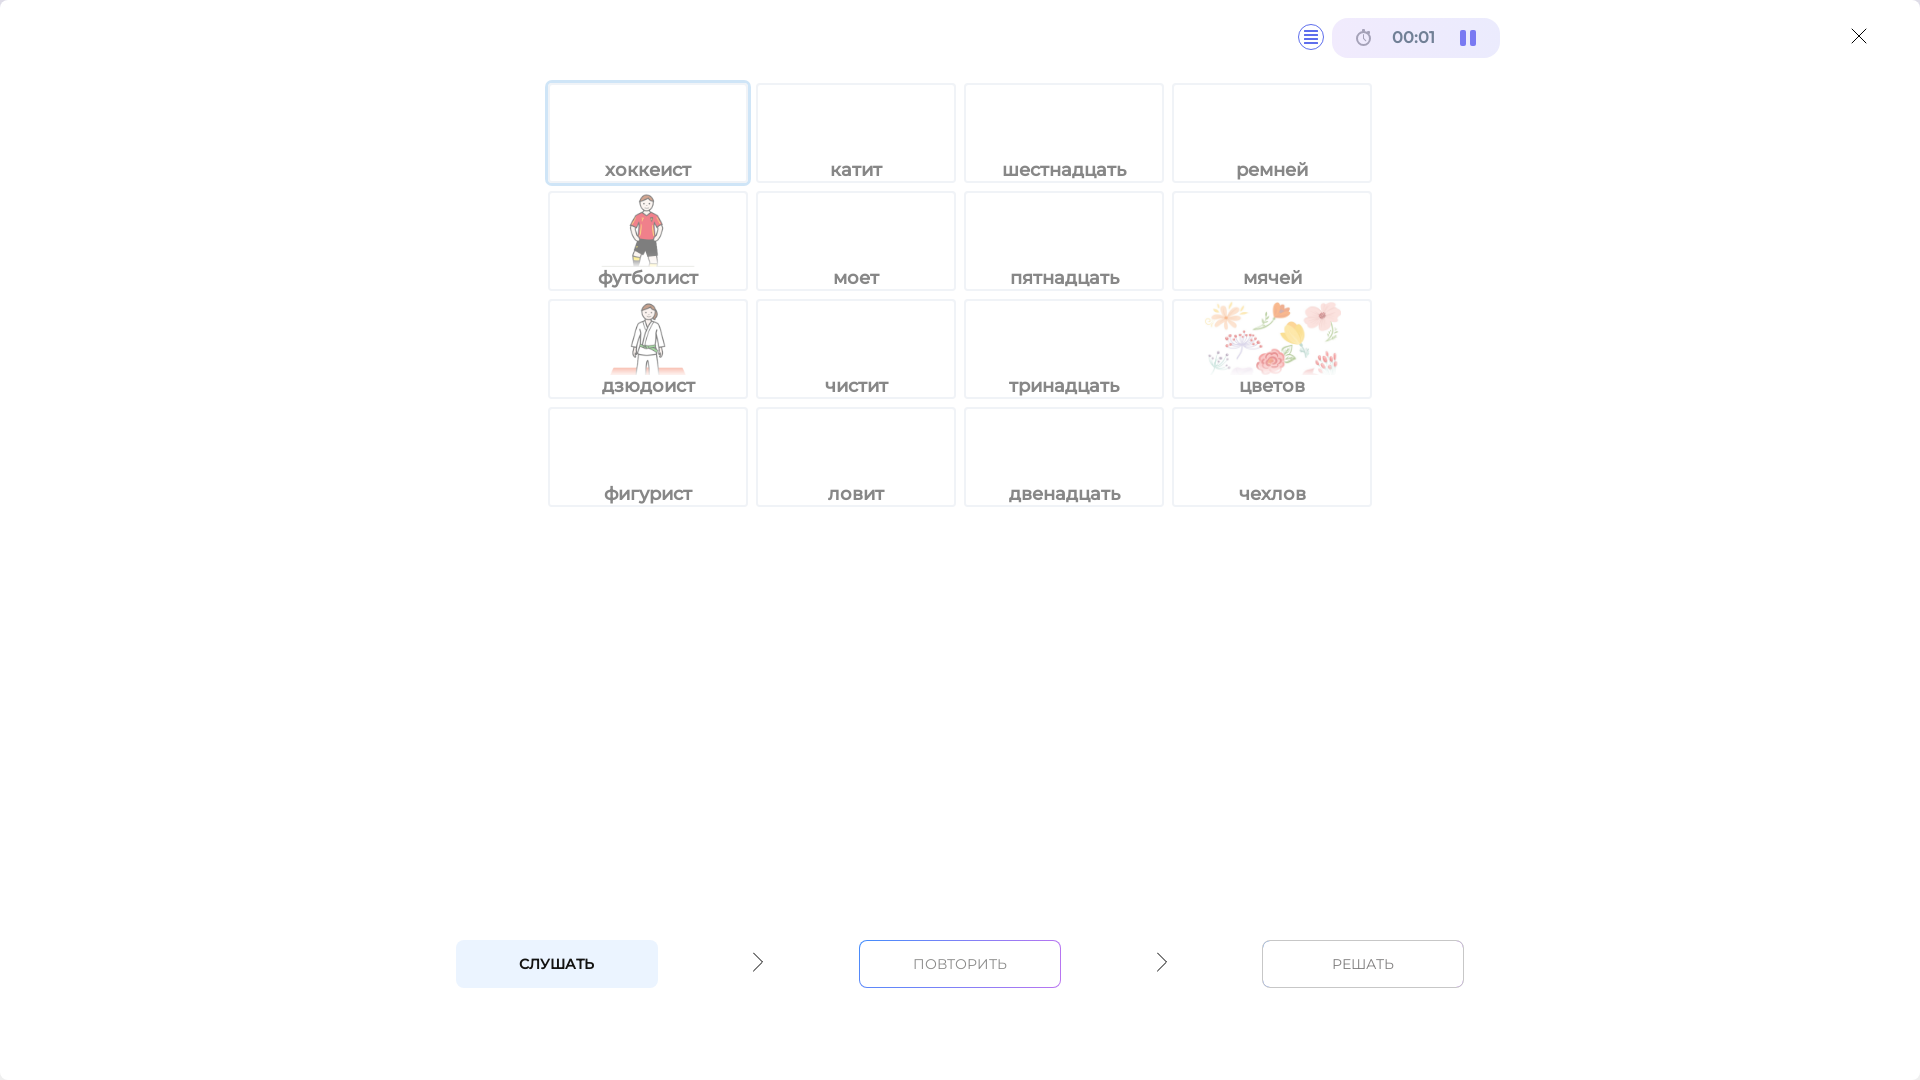 00:01
хоккеист катит шестнадцать ремней
футболист моет пятнадцать мячей
дзюдоист чистит тринадцать цветов
фигурист ловит двенадцать чехлов
СЛУШАТЬ ПОВТОРИТЬ РЕШАТЬ